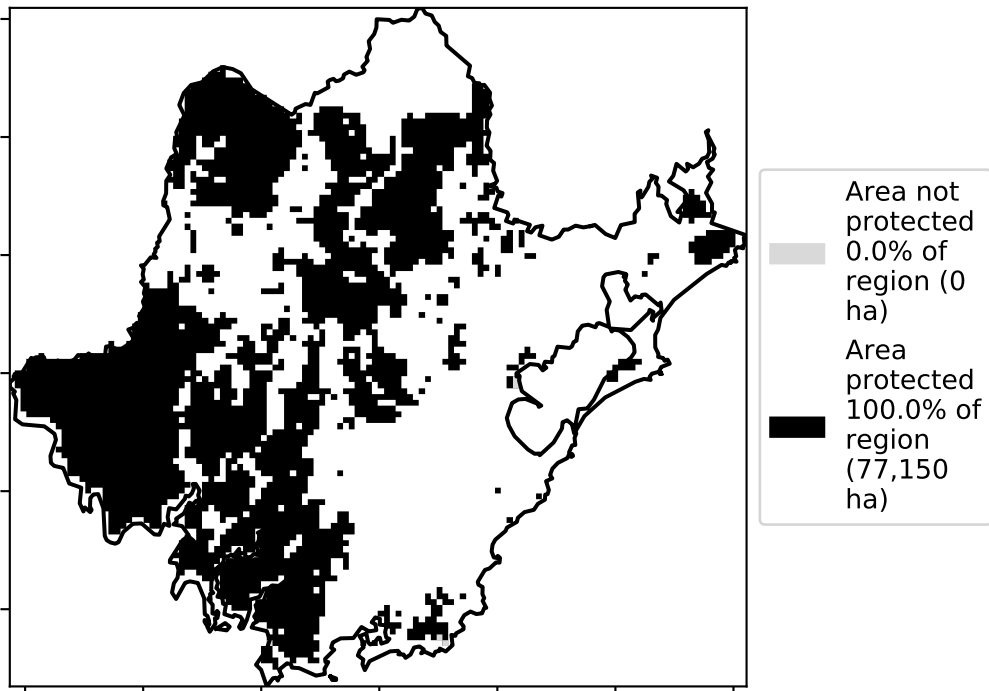 Area not
protected
0.0% of
region (0
ha)
Area
protected
100.0% of
region
(77,150
ha)